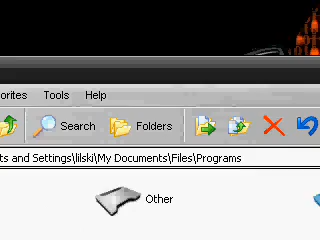 orites Tools Help
Search Folders
ts and Settings\lilski\My Documents\Files\Programs
Other